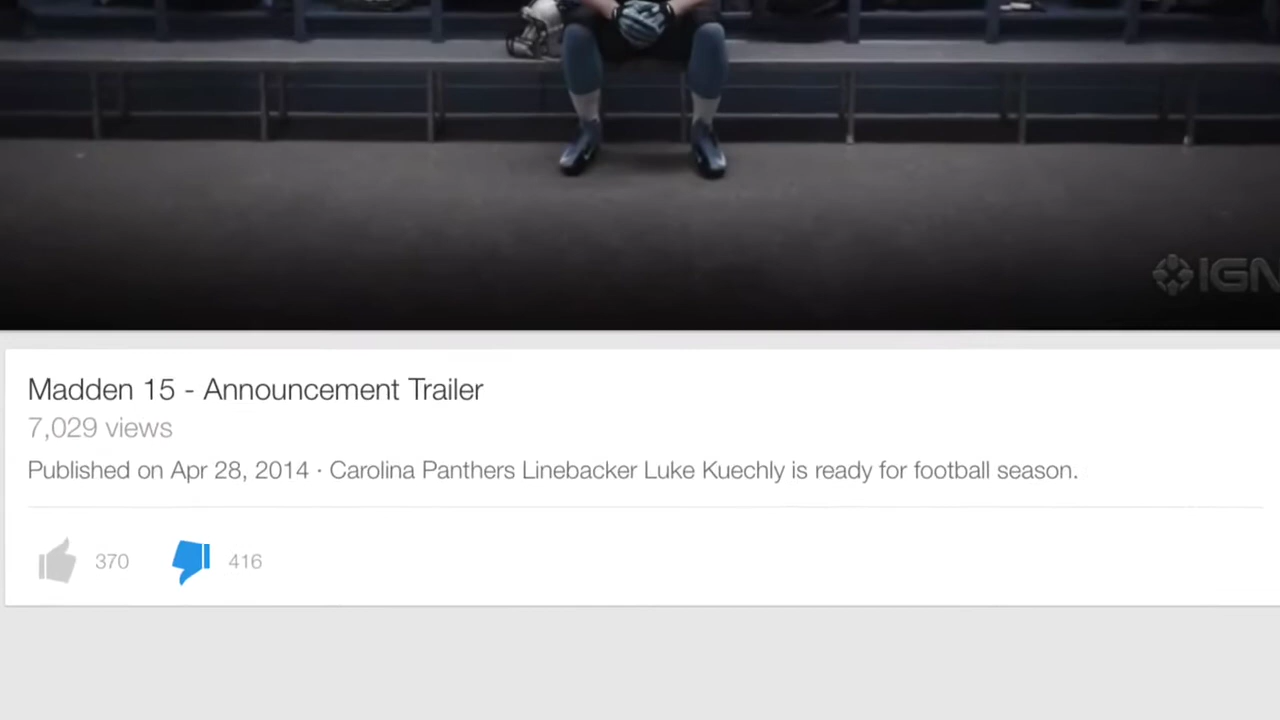 IGN
Madden 15 - Announcement Trailer
7,029 views
Published on Apr 28, 2014 · Carolina Panthers Linebacker Luke Kuechly is ready for football season.
370 416